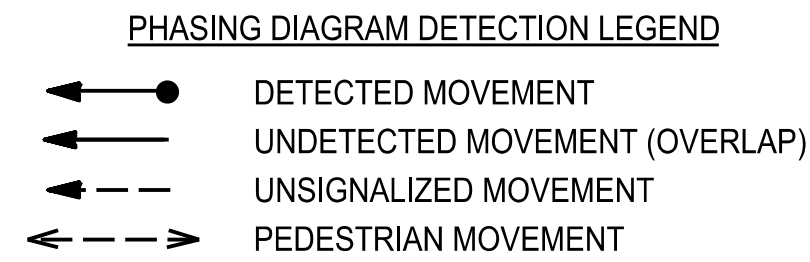 PHASING DIAGRAM DETECTION LEGEND
DETECTED MOVEMENT
UNDETECTED MOVEMENT (OVERLAP)
UNSIGNALIZED MOVEMENT
PEDESTRIAN MOVEMENT